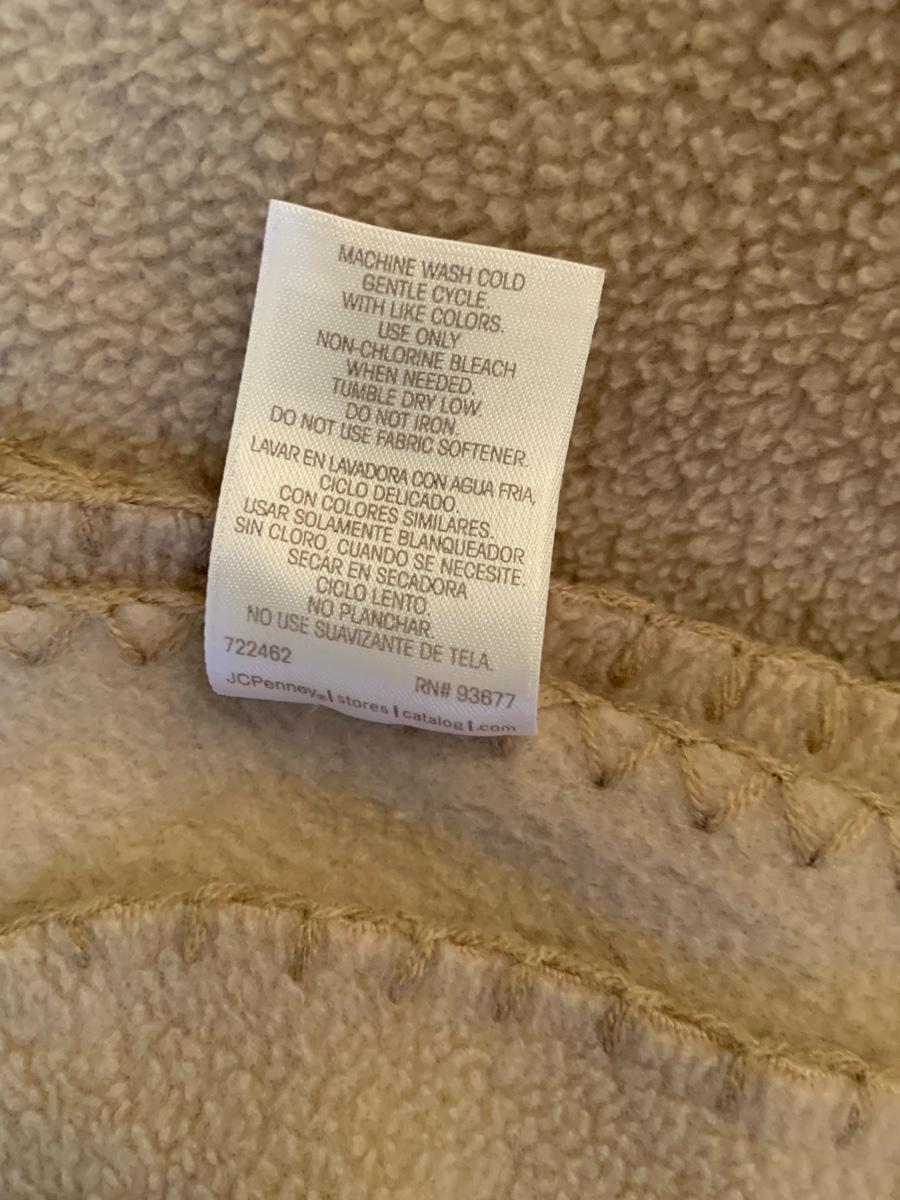 MACHINE WASH COLD
GENTLE CYCLE.
WITH LIKE COLORS.
USE ONLY
NON-CHLORINE BLEACH
WHEN NEEDED.
TUMBLE DRY LOW
DO NOT IRON.
DO NOT USE FABRIC SOFTENER.
LAVAR EN LAVADORA CON AGUA FRIA,
CICLO DELICADO.
CON COLORES SIMILARES.
USAR SOLAMENTE BLANQUEADOR
SIN CLORO, CUANDO SE NECESITE.
SECAR EN SECADORA
CICLO LENTO.
NO PLANCHAR.
NO USE SUAVIZANTE DE TELA.
722462 RN# 93677
JCPenney® | stores | catalog | .com